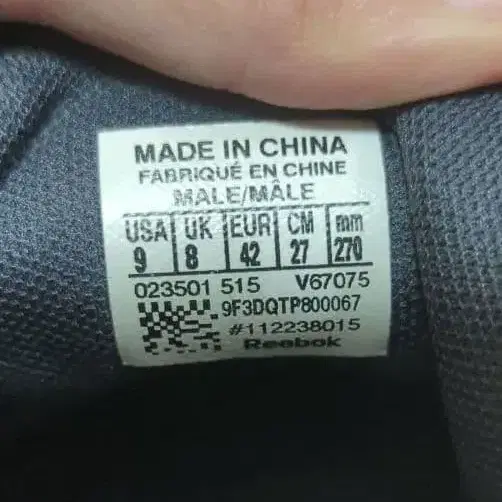 MADE IN CHINA
FABRIQUÉ EN CHINE
MALE/MÂLE
USA UK EUR CM mm
9 8 42 27 270
023501 515 V67075
9F3DQTP800067
#112238015
Reebok